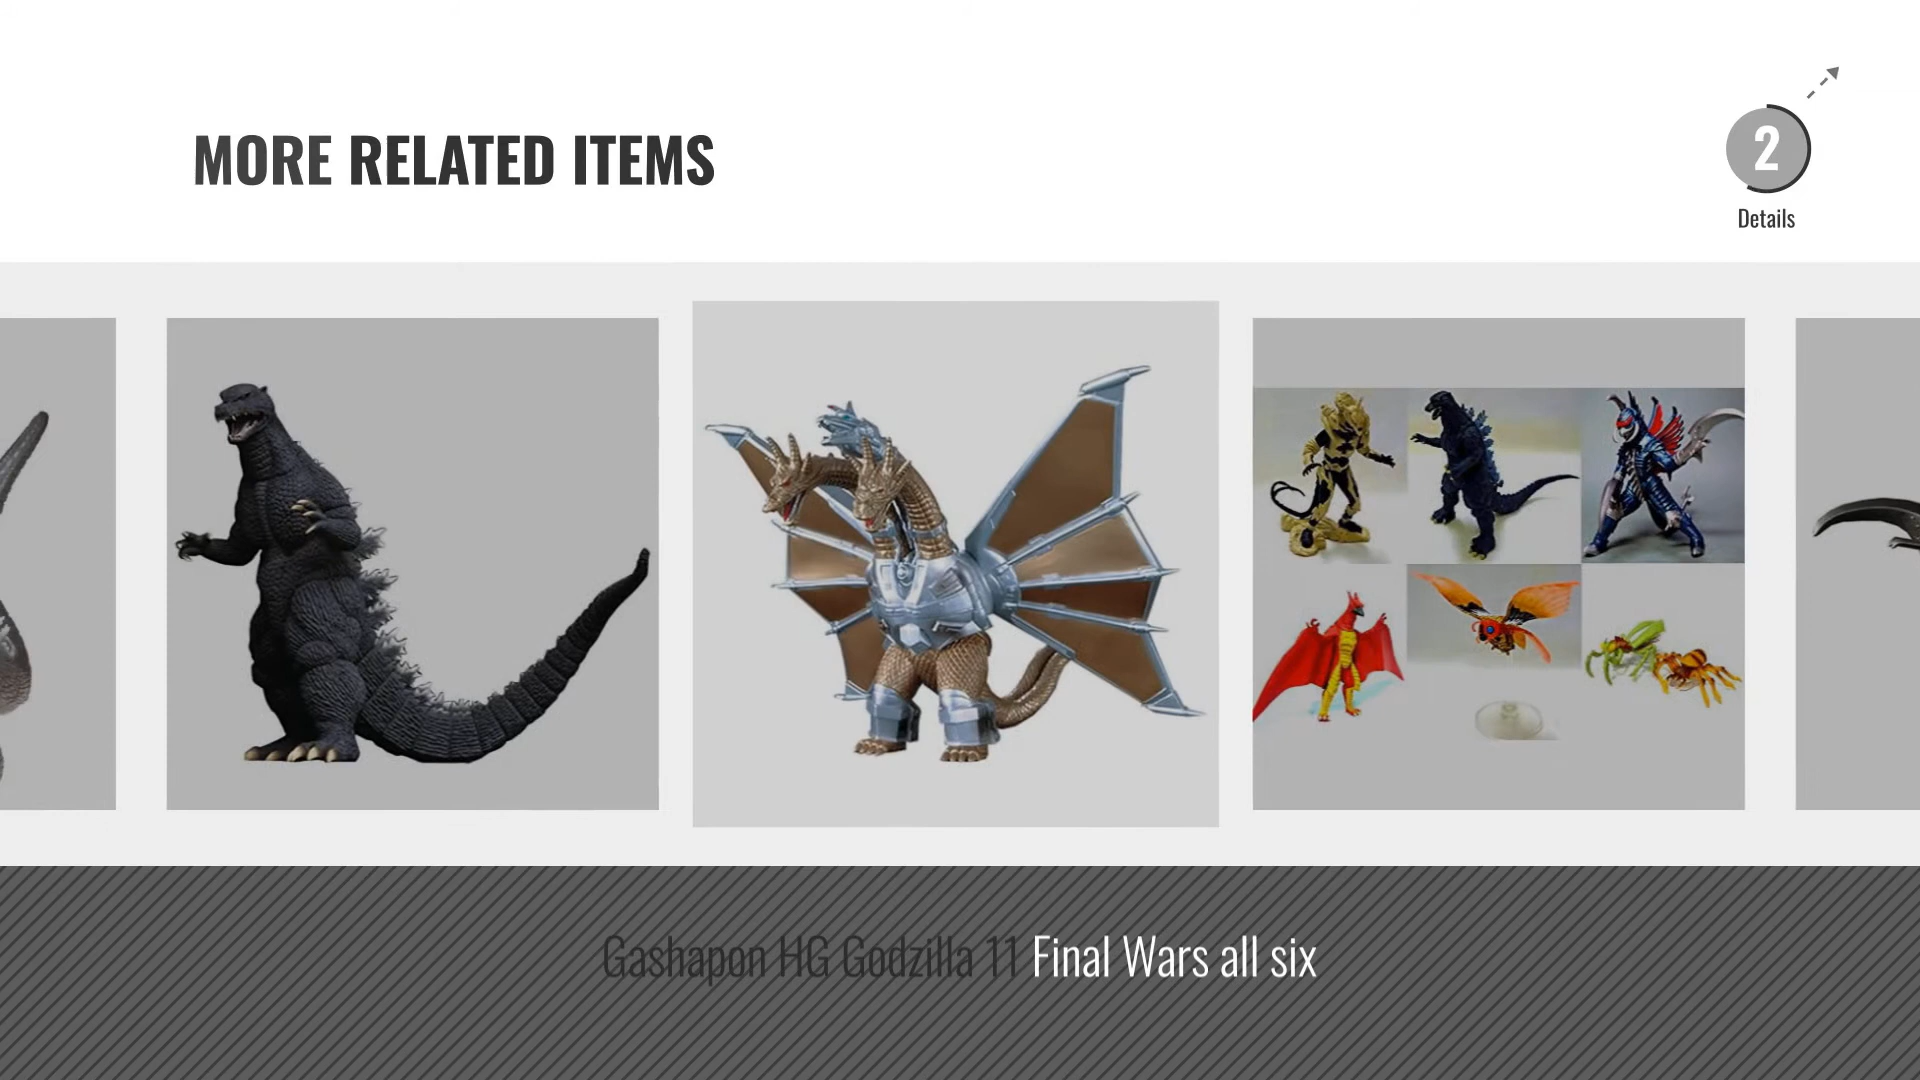 MORE RELATED ITEMS
2
Details
Gashapon HG Godzilla 11 Final Wars all six